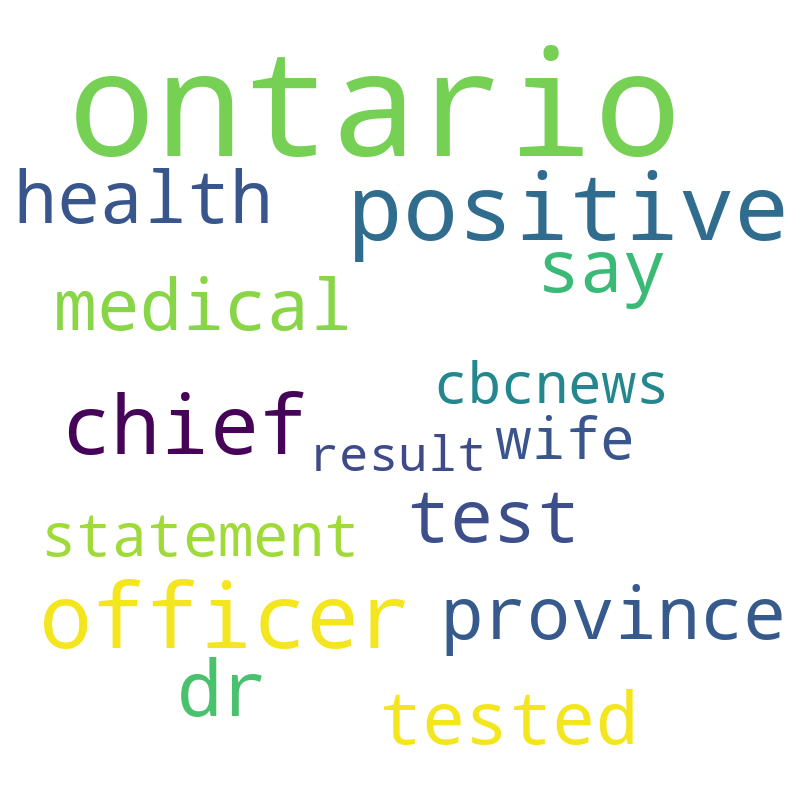 ontario
health
positive
say
medical
cbcnews
chief
wife
result
test
statement
officer
province
dr
tested